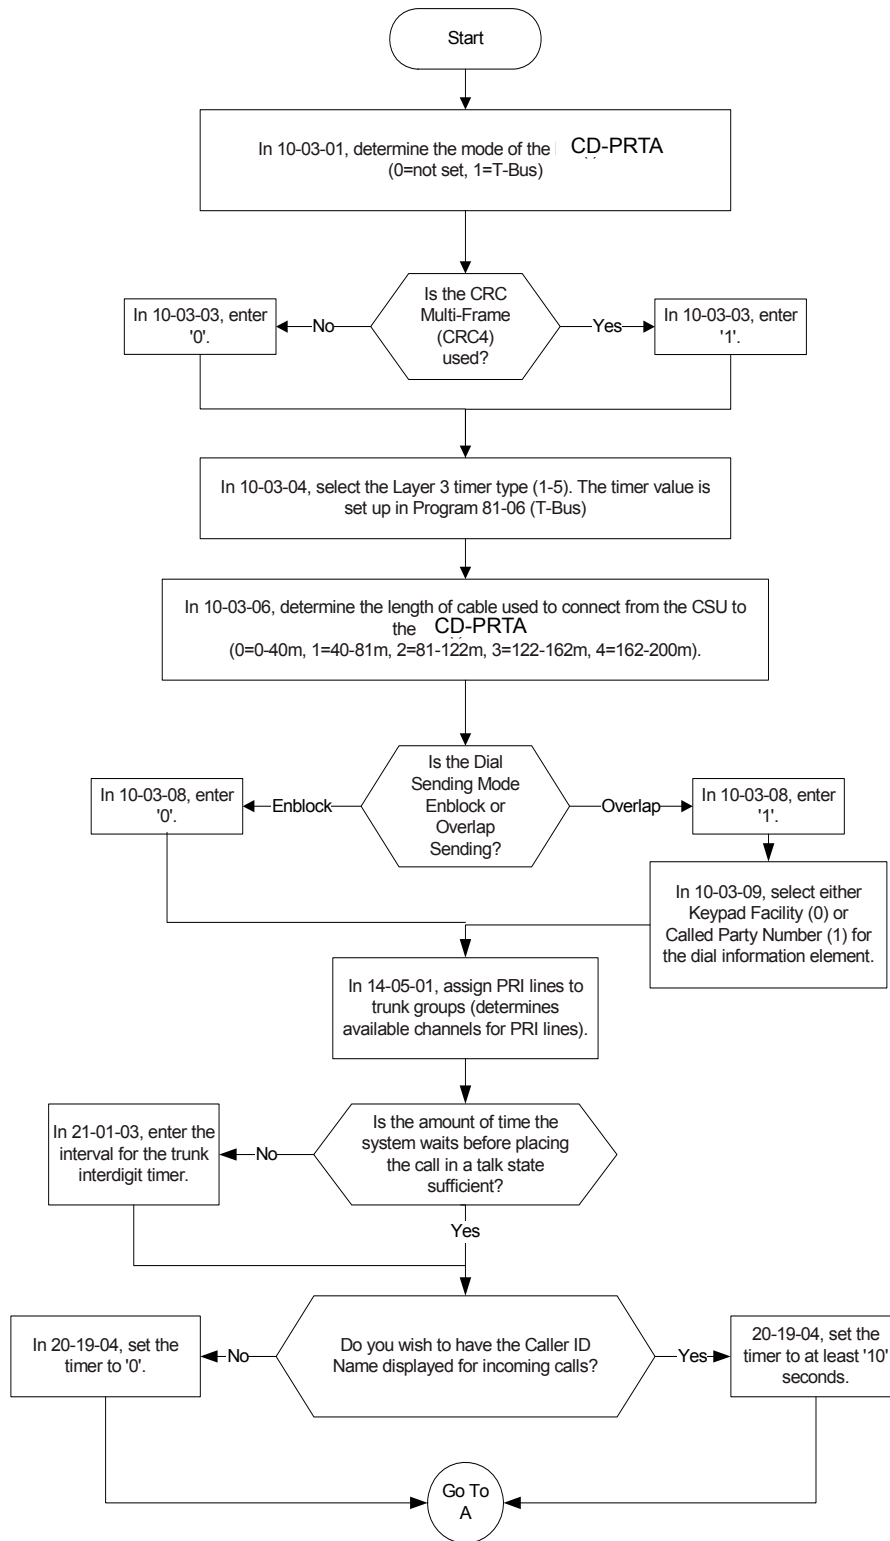 Start
In 10-03-01, determine the mode of the CD-PRTA
(0=not set, 1=T-Bus)
Is the CRC
Multi-Frame
(CRC4)
used?
No
Yes
In 10-03-03, enter
'0'.
In 10-03-03, enter
'1'.
In 10-03-04, select the Layer 3 timer type (1-5). The timer value is
set up in Program 81-06 (T-Bus)
In 10-03-06, determine the length of cable used to connect from the CSU to
the CD-PRTA
(0=0-40m, 1=40-81m, 2=81-122m, 3=122-162m, 4=162-200m).
Is the Dial
Sending Mode
Enblock or
Overlap
Sending?
Enblock
Overlap
In 10-03-08, enter
'0'.
In 10-03-08, enter
'1'.
In 10-03-09, select either
Keypad Facility (0) or
Called Party Number (1) for
the dial information element.
In 14-05-01, assign PRI lines to
trunk groups (determines
available channels for PRI lines).
Is the amount of time the
system waits before placing
the call in a talk state
sufficient?
No
In 21-01-03, enter the
interval for the trunk
interdigit timer.
Yes
Do you wish to have the Caller ID
Name displayed for incoming calls?
No
Yes
In 20-19-04, set the
timer to '0'.
20-19-04, set the
timer to at least '10'
seconds.
Go To
A